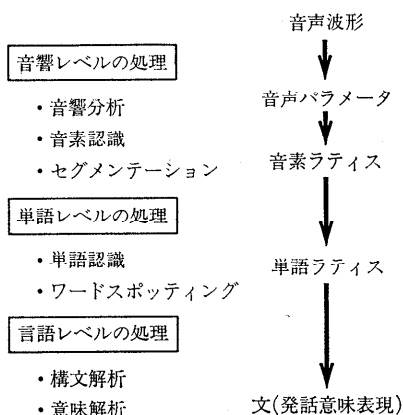 音声波形
音響レベルの処理
・音響分析
・音素認識
・セグメンテーション
音声パラメータ
音素ラティス
単語レベルの処理
・単語認識
・ワードスポッティング
単語ラティス
言語レベルの処理
・構文解析
・意味解析
文(発話意味表現)